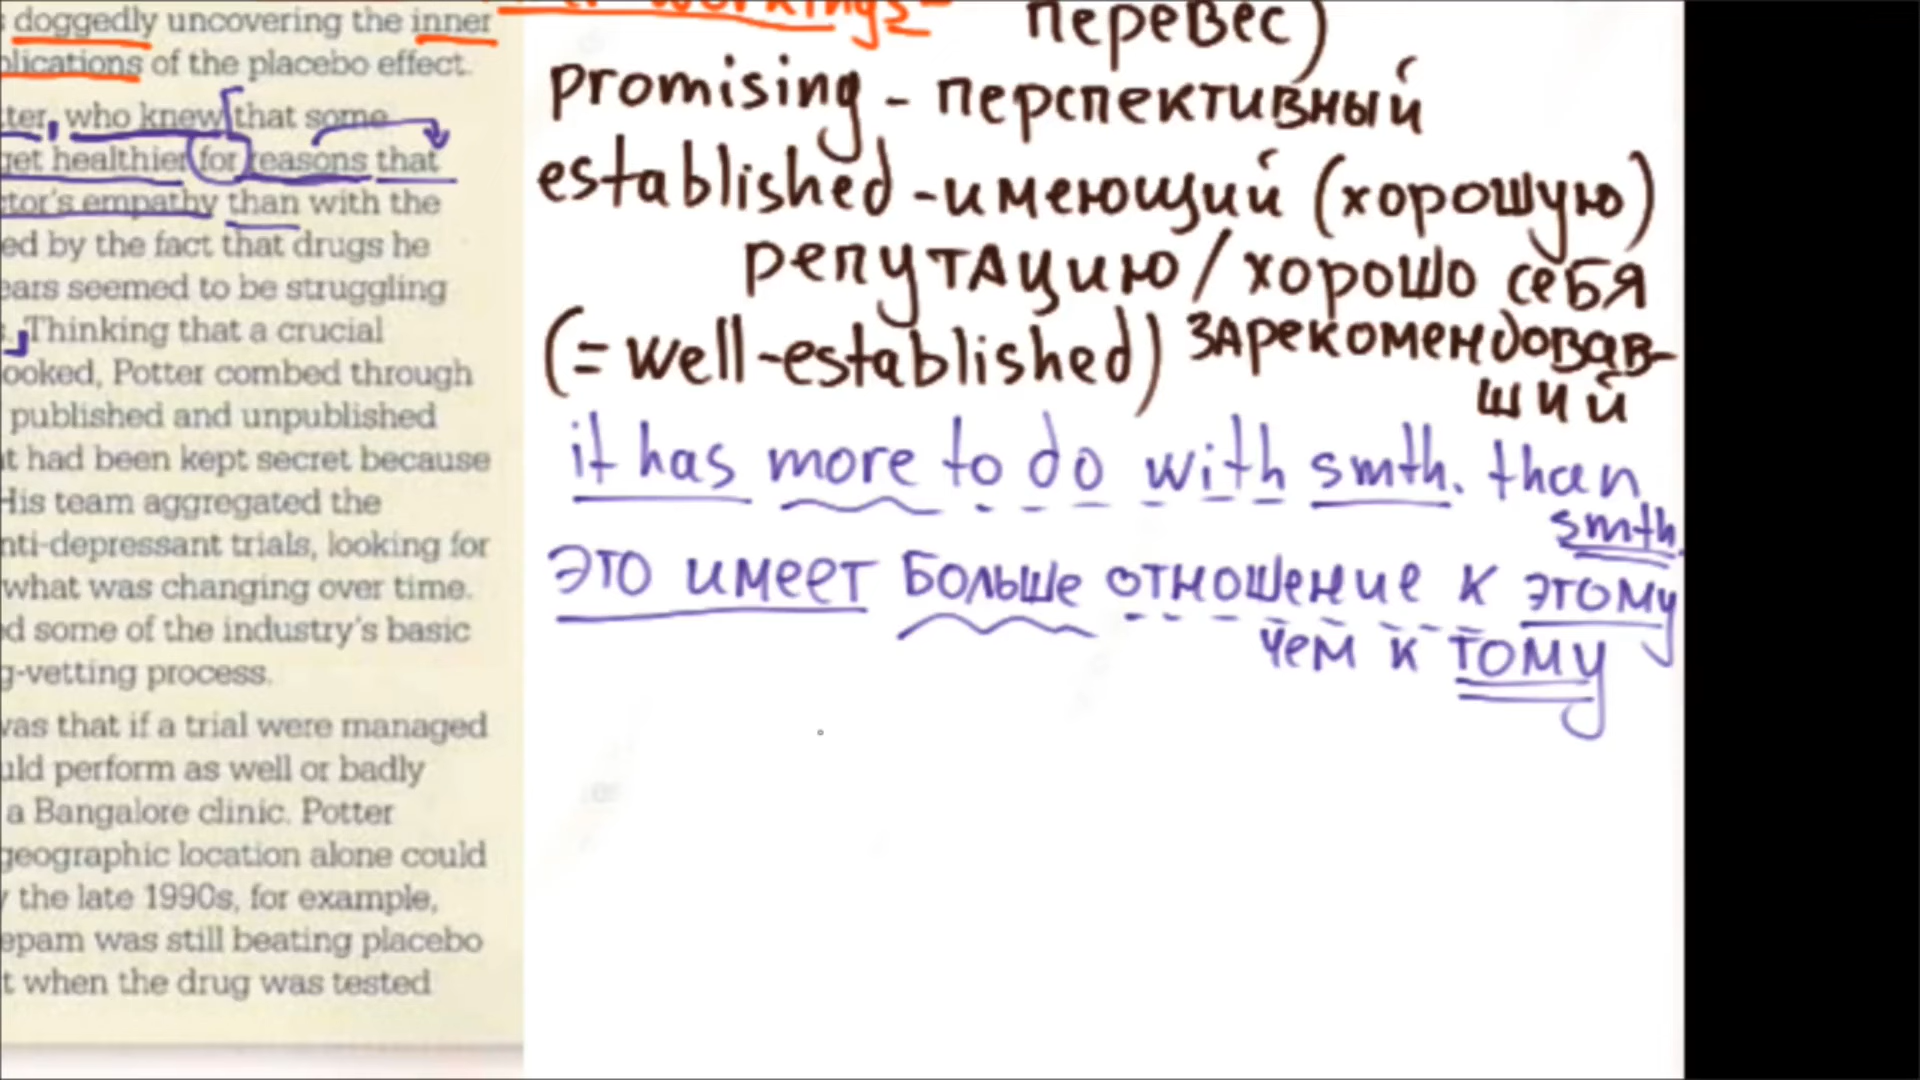 doggedly uncovering the inner
plications of the placebo effect.
ter, who knew that some
get healthier for reasons that
ctor's empathy than with the
ed by the fact that drugs he
ears seemed to be struggling
. Thinking that a crucial
ooked, Potter combed through
published and unpublished
t had been kept secret because
His team aggregated the
nti-depressant trials, looking for
what was changing over time.
d some of the industry's basic
g-vetting process.
was that if a trial were managed
uld perform as well or badly
a Bangalore clinic. Potter
geographic location alone could
y the late 1990s, for example,
epam was still beating placebo
t when the drug was tested
workings-
перевес)
promising - перспективный
established - имеющий (хорошую)
репутацию / хорошо себя
(= well-established) зарекомендовав-
ший
it has more to do with smth. than
smth.
это имеет больше отношение к этому
чем к тому